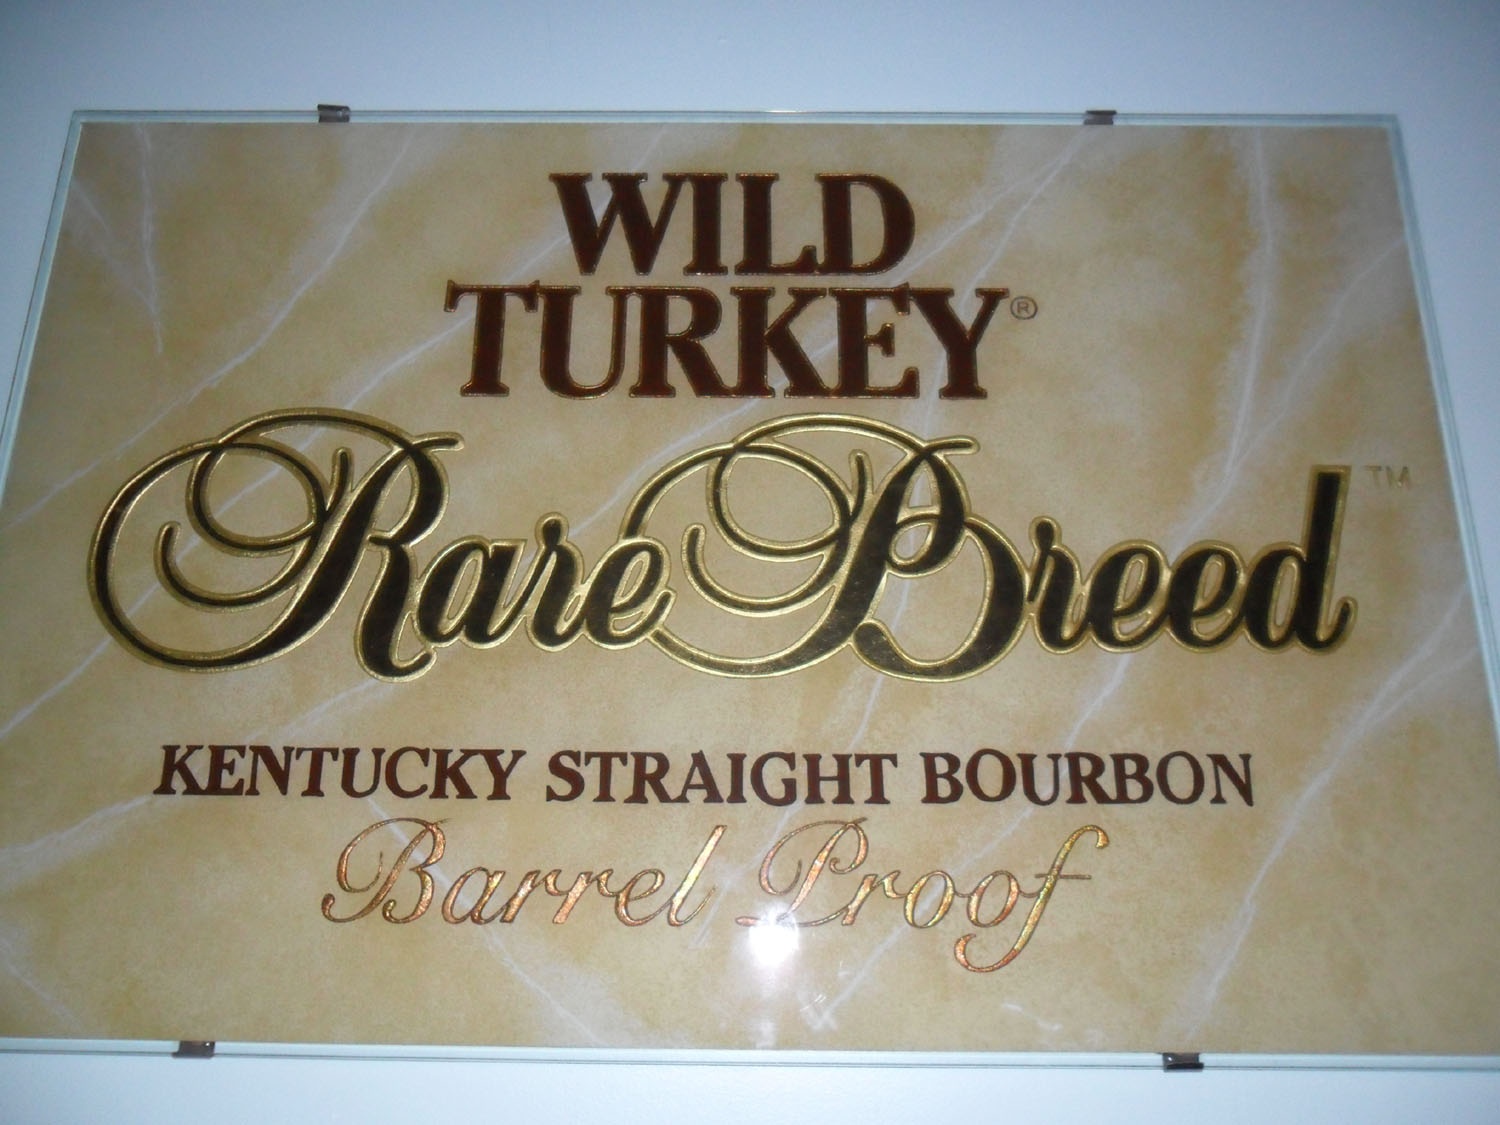 WILD
TURKEY®
Rare Breed™
KENTUCKY STRAIGHT BOURBON
Barrel Proof